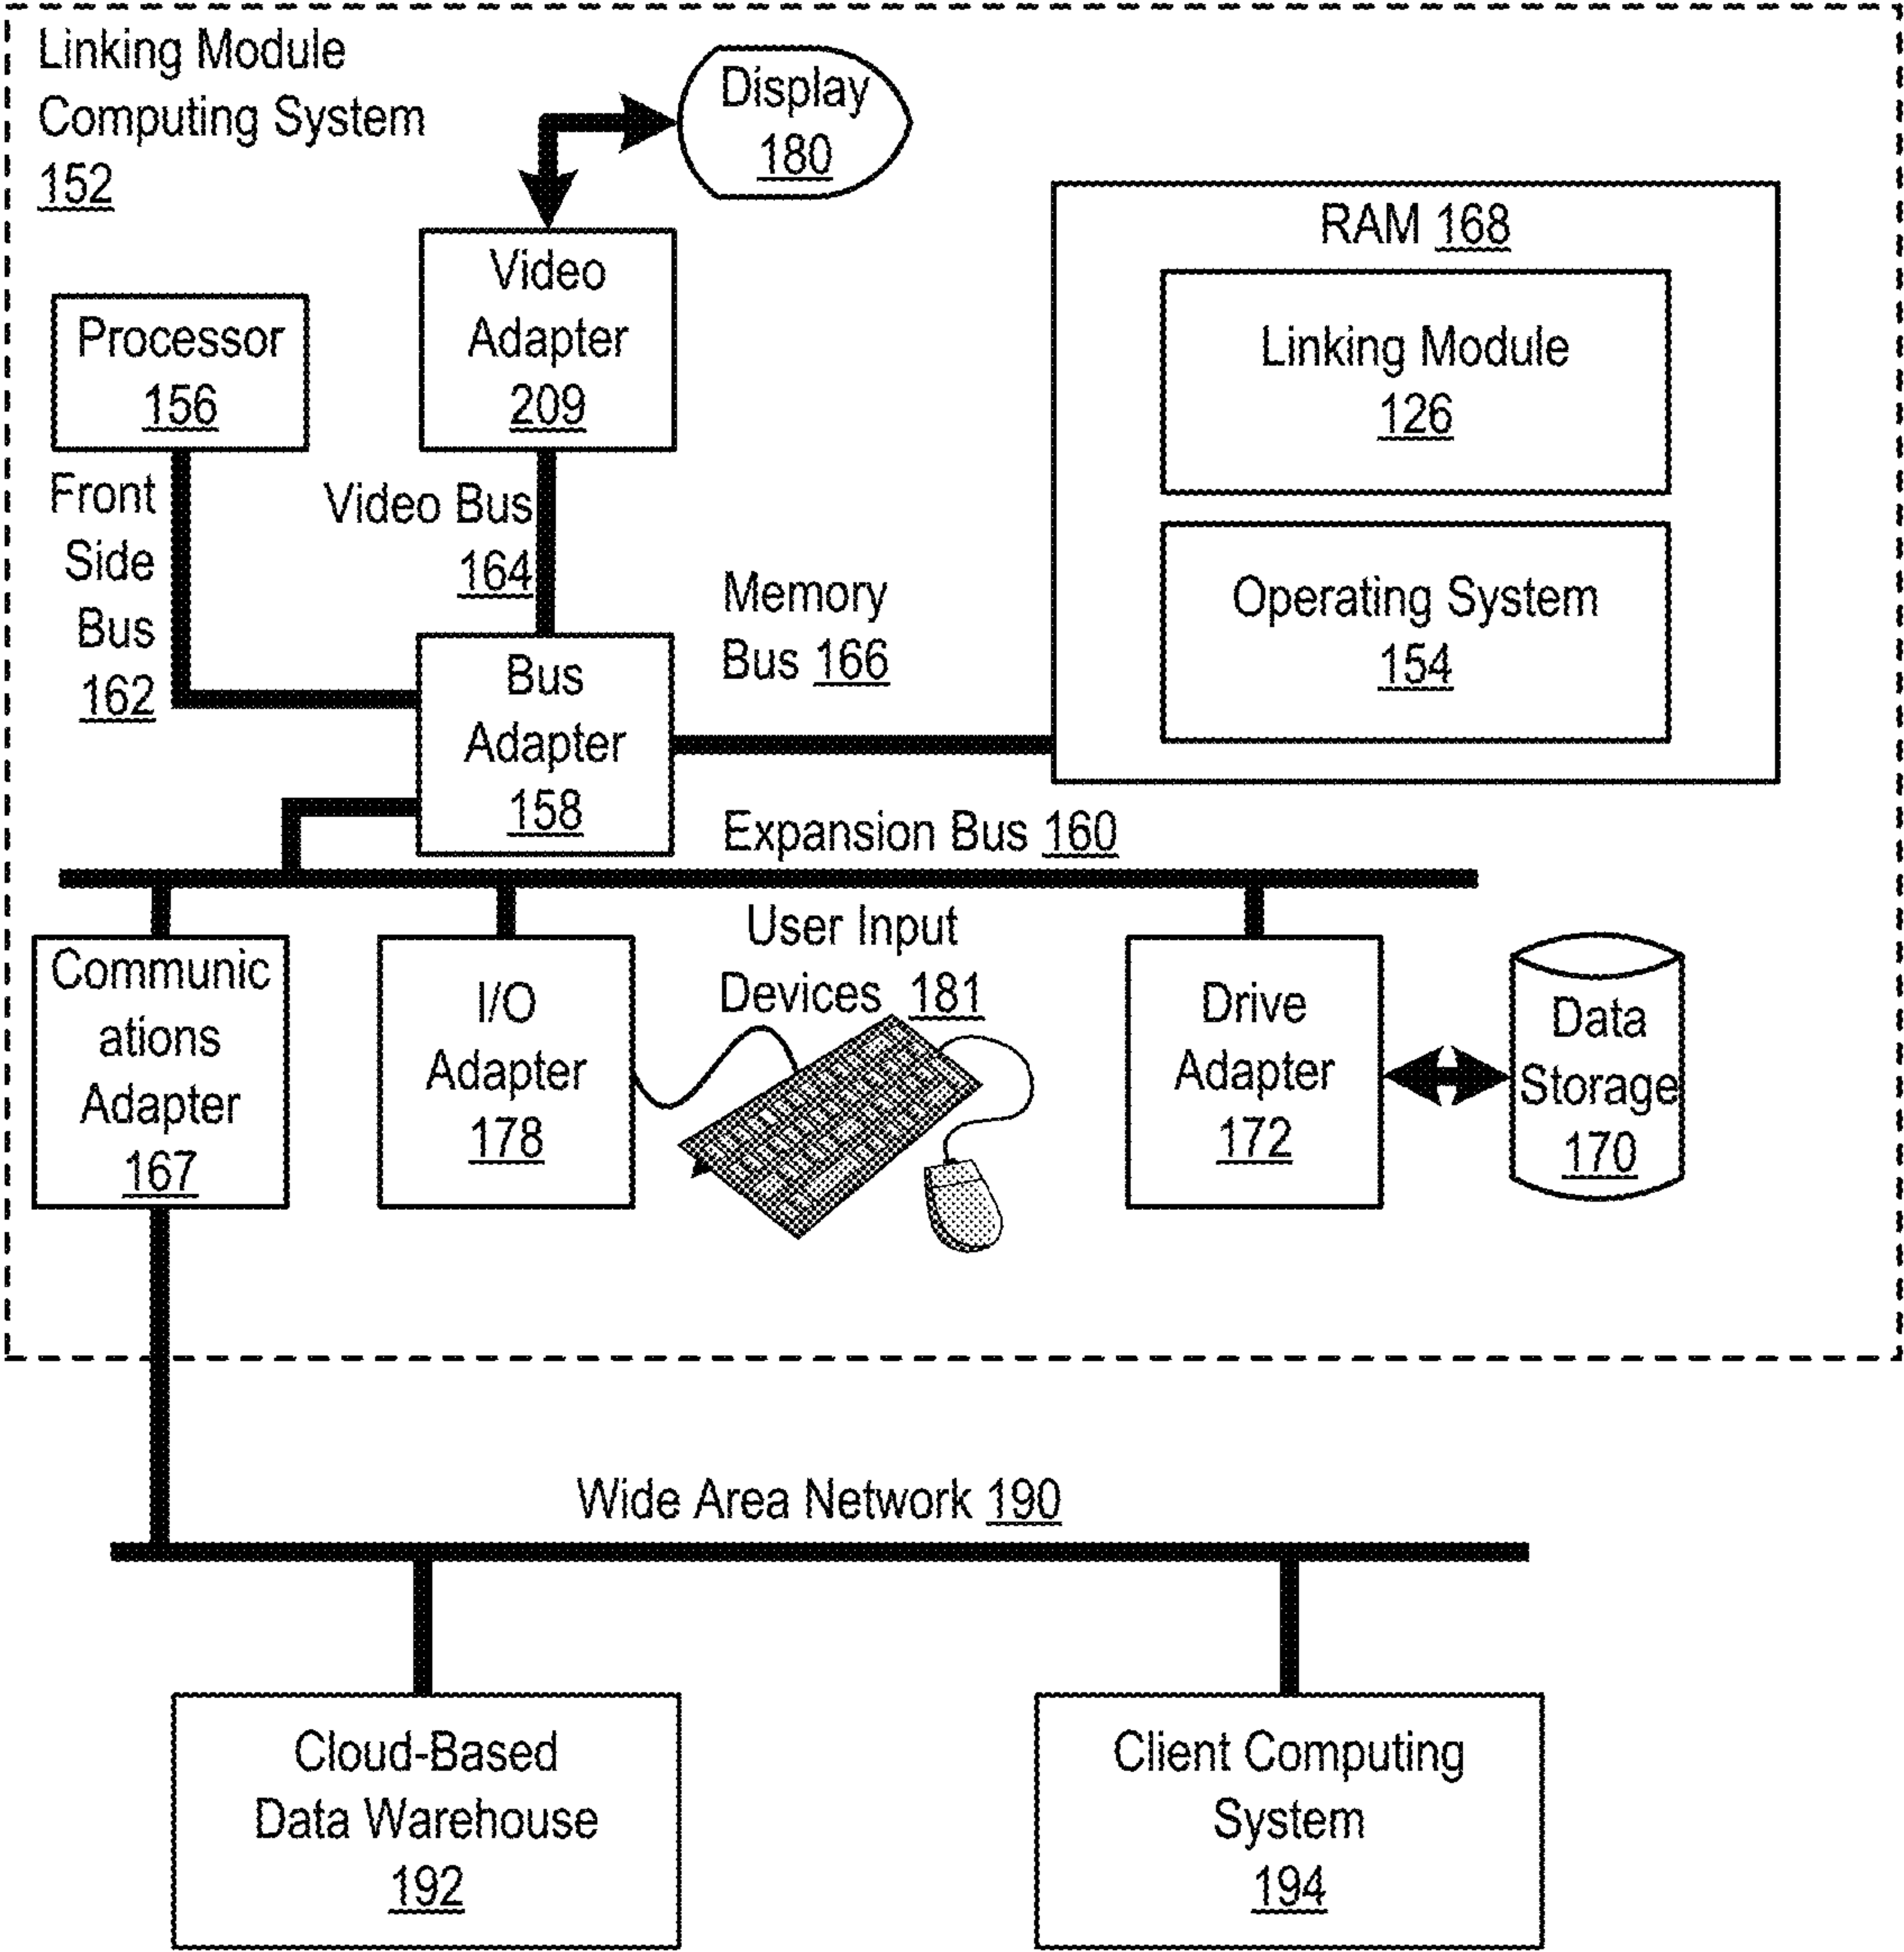 Linking Module
Computing System
152
Display
180
Video
Adapter
209
Processor
156
RAM 168
Linking Module
126
Operating System
154
Front
Side
Bus
162
Video Bus
164
Memory
Bus 166
Bus
Adapter
158
Expansion Bus 160
Communic
ations
Adapter
167
I/O
Adapter
178
User Input
Devices 181
Drive
Adapter
172
Data
Storage
170
Wide Area Network 190
Cloud-Based
Data Warehouse
192
Client Computing
System
194